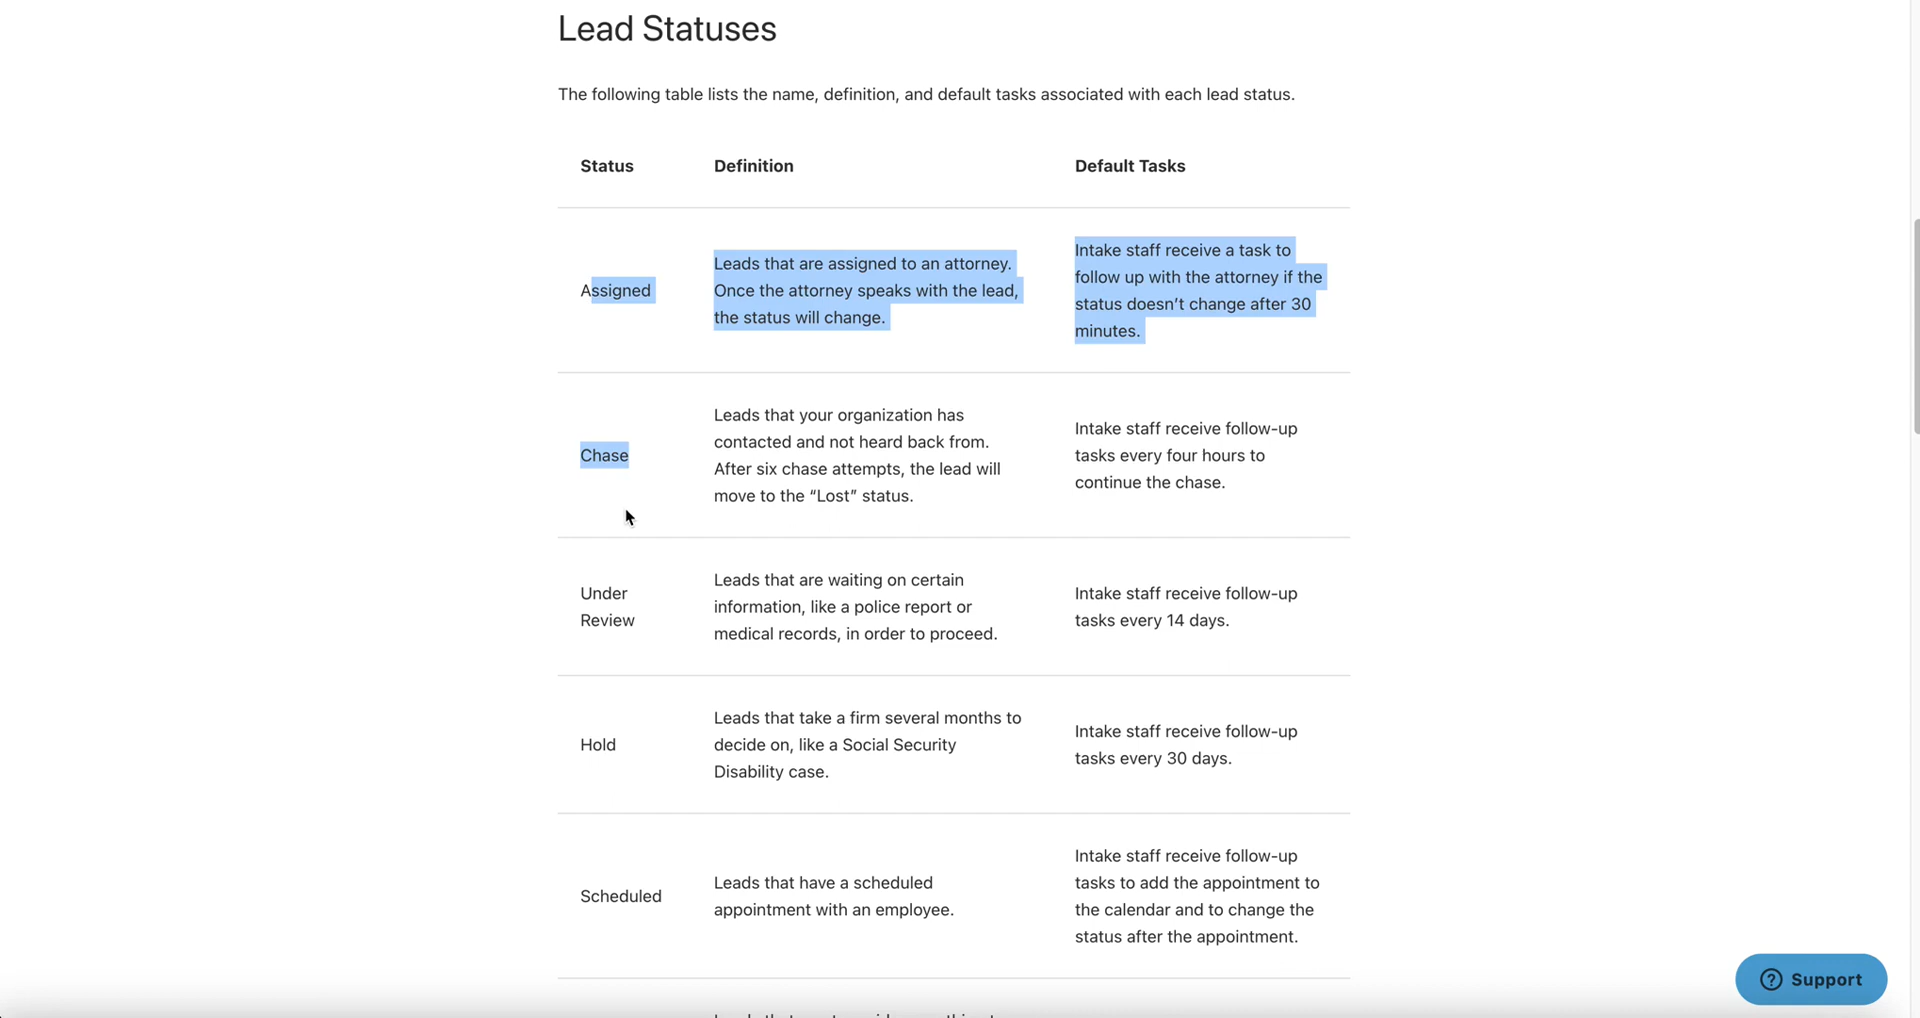 Lead Statuses
The following table lists the name, definition, and default tasks associated with each lead status.
Status
Definition
Default Tasks
Assigned
Leads that are assigned to an attorney.
Once the attorney speaks with the lead,
the status will change.
Intake staff receive a task to
follow up with the attorney if the
status doesn’t change after 30
minutes.
Chase
Leads that your organization has
contacted and not heard back from.
After six chase attempts, the lead will
move to the “Lost” status.
Intake staff receive follow-up
tasks every four hours to
continue the chase.
Under
Review
Leads that are waiting on certain
information, like a police report or
medical records, in order to proceed.
Intake staff receive follow-up
tasks every 14 days.
Hold
Leads that take a firm several months to
decide on, like a Social Security
Disability case.
Intake staff receive follow-up
tasks every 30 days.
Scheduled
Leads that have a scheduled
appointment with an employee.
Intake staff receive follow-up
tasks to add the appointment to
the calendar and to change the
status after the appointment.
Support